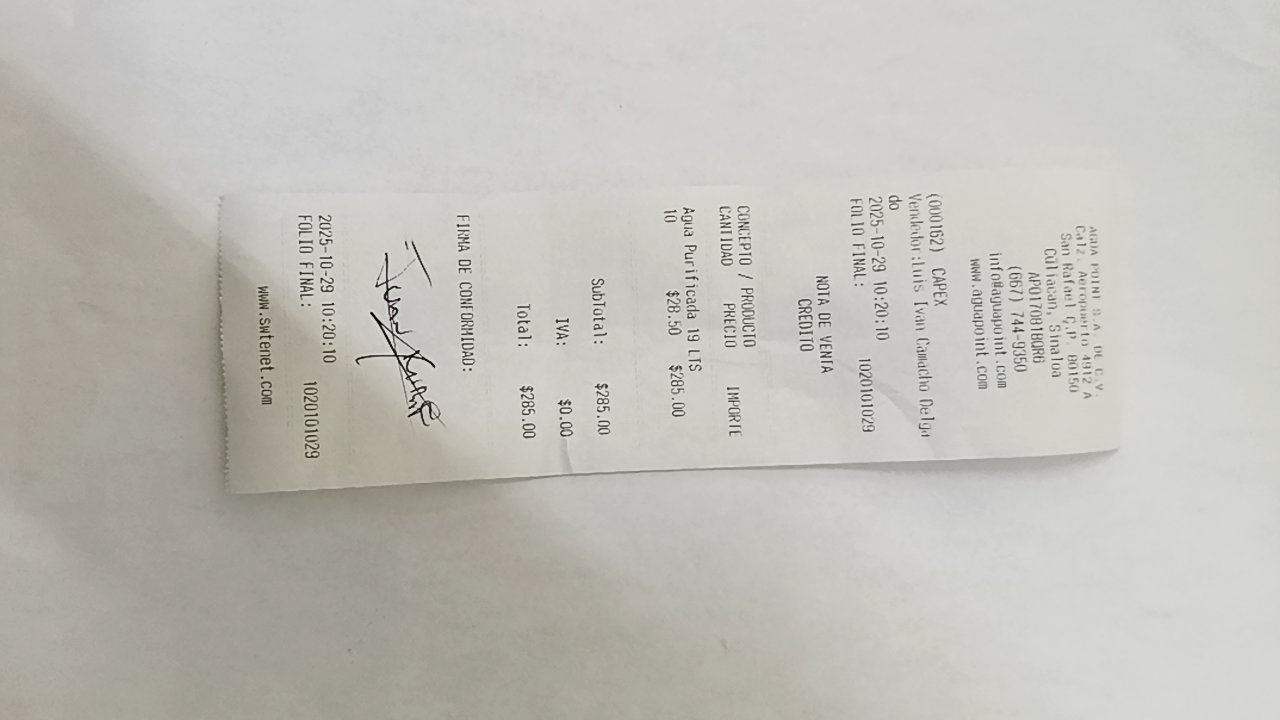 AGUA POINT S.A. DE C.V.
Calz. Aeropuerto 4912 A
San Rafael C.P. 80150
Culiacan, Sinaloa
APO170818QR6
(667) 744-9350
info@aguapoint.com
www.aguapoint.com
(000162) CAPEX
Vendedor:Luis Ivan Camacho Delga
do
2025-10-29 10:20:10
FOLIO FINAL: 1020101029
NOTA DE VENTA
CREDITO
CONCEPTO / PRODUCTO
CANTIDAD PRECIO IMPORTE
Agua Purificada 19 LTS
10 $28.50 $285.00
SubTotal: $285.00
IVA: $0.00
Total: $285.00
FIRMA DE CONFORMIDAD:
2025-10-29 10:20:10
FOLIO FINAL: 1020101029
www.swtenet.com